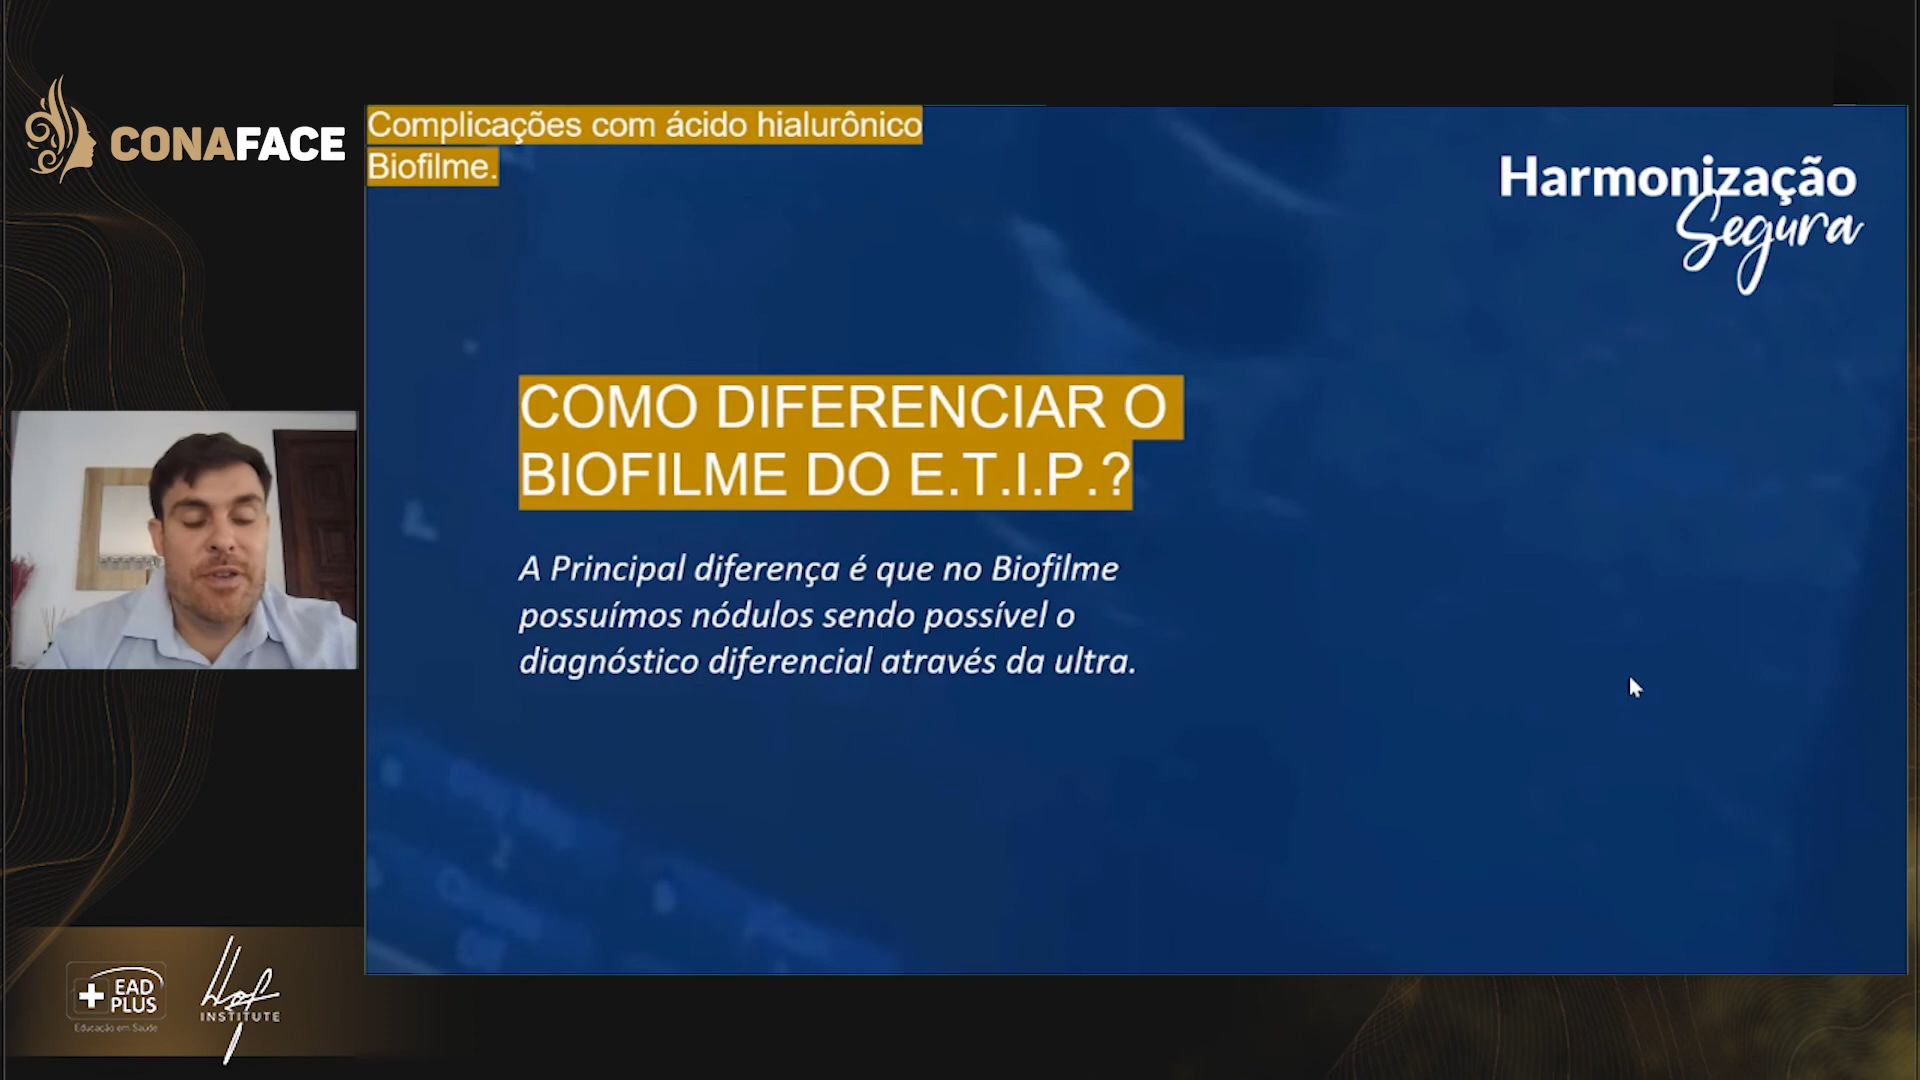 CONAFACE
Complicações com ácido hialurônico
Biofilme.
Harmonização
Segura
COMO DIFERENCIAR O
BIOFILME DO E.T.I.P.?
A Principal diferença é que no Biofilme
possuímos nódulos sendo possível o
diagnóstico diferencial através da ultra.
EAD
PLUS
Educação em Saúde
Hof
INSTITUTE